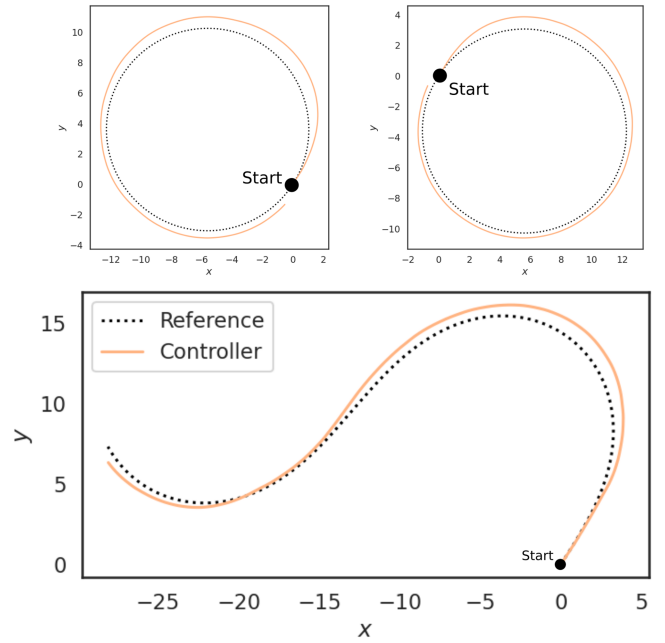 10
8
6
4
2
0
−2
−4
y
Start
−12 −10 −8 −6 −4 −2 0 2
x
4
2
0
−2
−4
−6
−8
−10
y
Start
−2 0 2 4 6 8 10 12
x
Reference
Controller
15
10
5
0
y
Start
−25 −20 −15 −10 −5 0 5
x